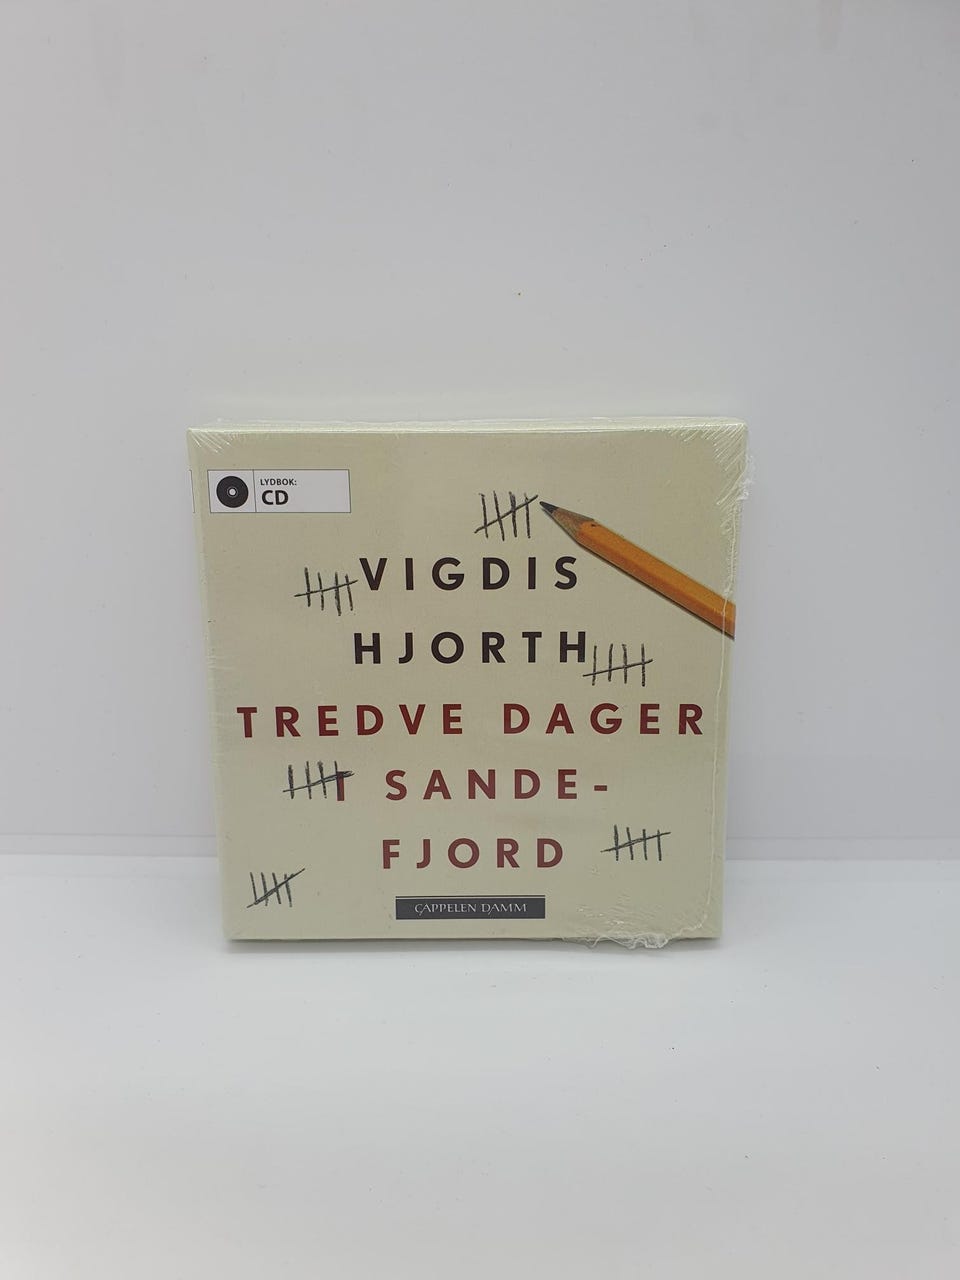 LYDBOK:
CD
VIGDIS
HJORTH
TREDVE DAGER
I SANDE-
FJORD
CAPPELEN DAMM